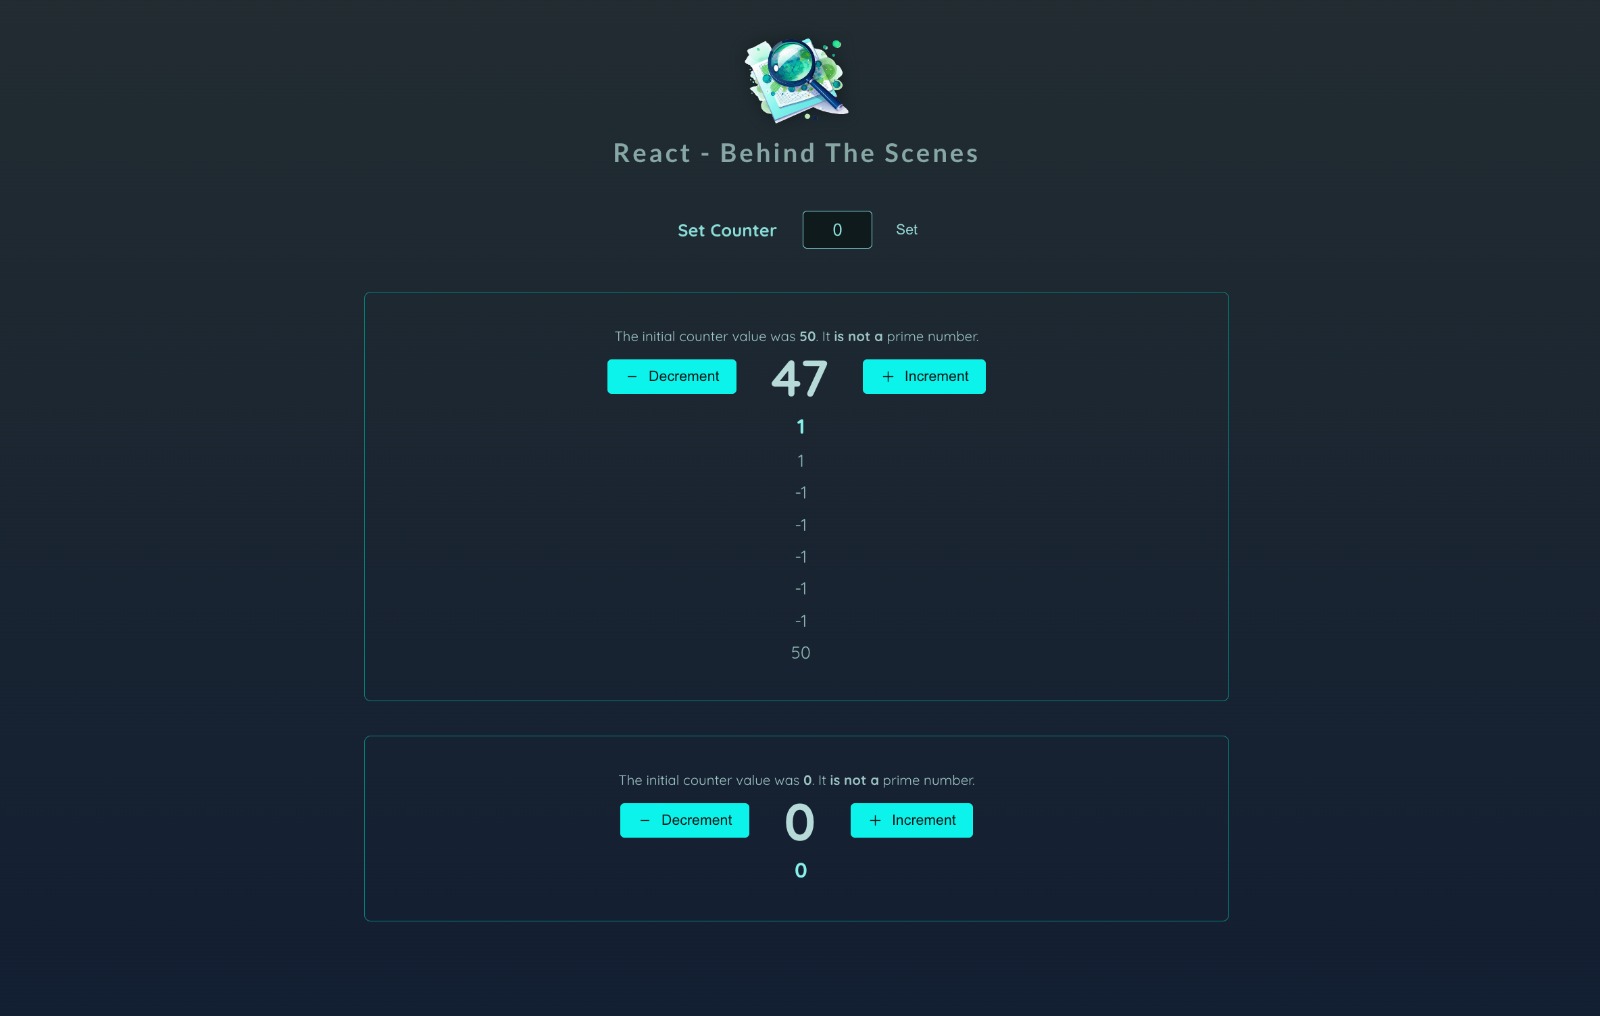 React - Behind The Scenes
Set Counter 0 Set
The initial counter value was 50. It is not a prime number.
− Decrement 47 + Increment
1
1
-1
-1
-1
-1
-1
50
The initial counter value was 0. It is not a prime number.
− Decrement 0 + Increment
0